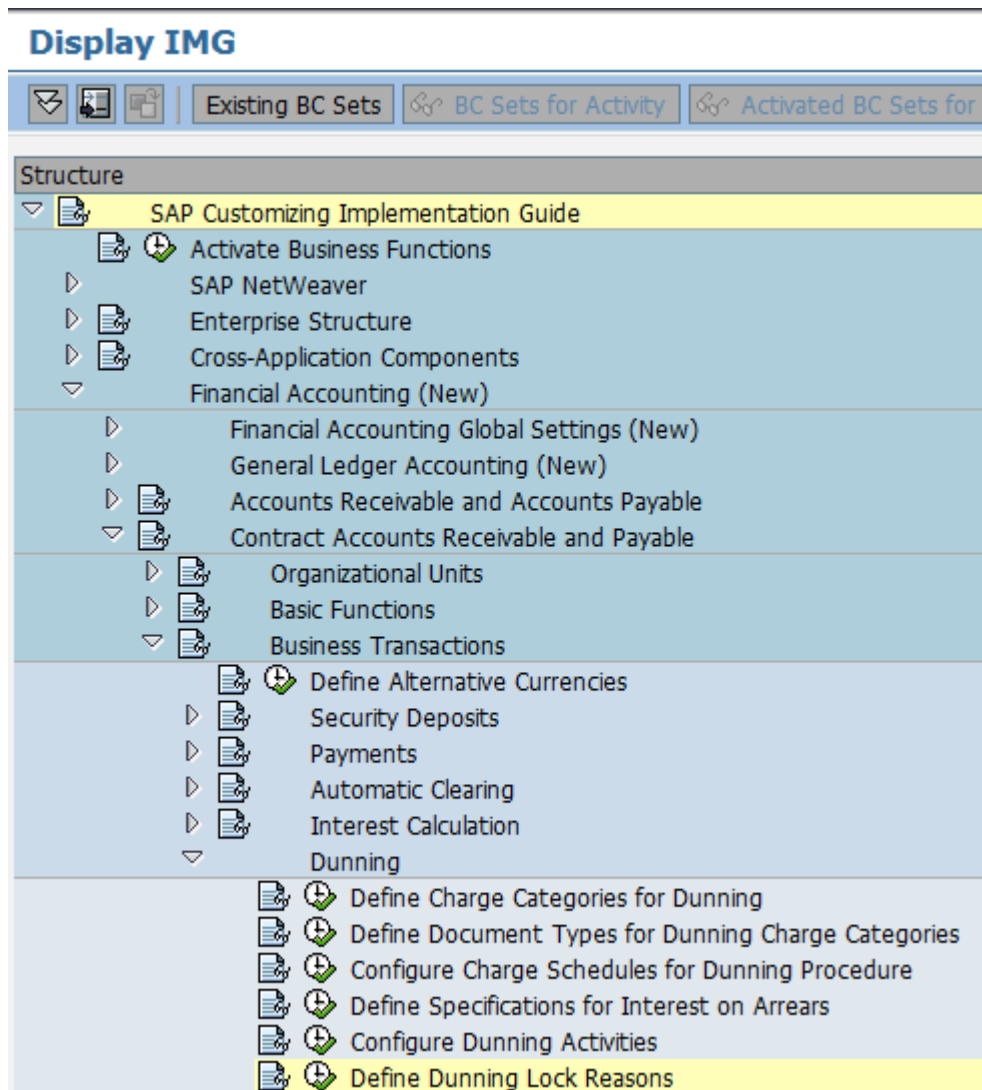 Display IMG
Existing BC Sets BC Sets for Activity Activated BC Sets for
Structure
SAP Customizing Implementation Guide
Activate Business Functions
SAP NetWeaver
Enterprise Structure
Cross-Application Components
Financial Accounting (New)
Financial Accounting Global Settings (New)
General Ledger Accounting (New)
Accounts Receivable and Accounts Payable
Contract Accounts Receivable and Payable
Organizational Units
Basic Functions
Business Transactions
Define Alternative Currencies
Security Deposits
Payments
Automatic Clearing
Interest Calculation
Dunning
Define Charge Categories for Dunning
Define Document Types for Dunning Charge Categories
Configure Charge Schedules for Dunning Procedure
Define Specifications for Interest on Arrears
Configure Dunning Activities
Define Dunning Lock Reasons